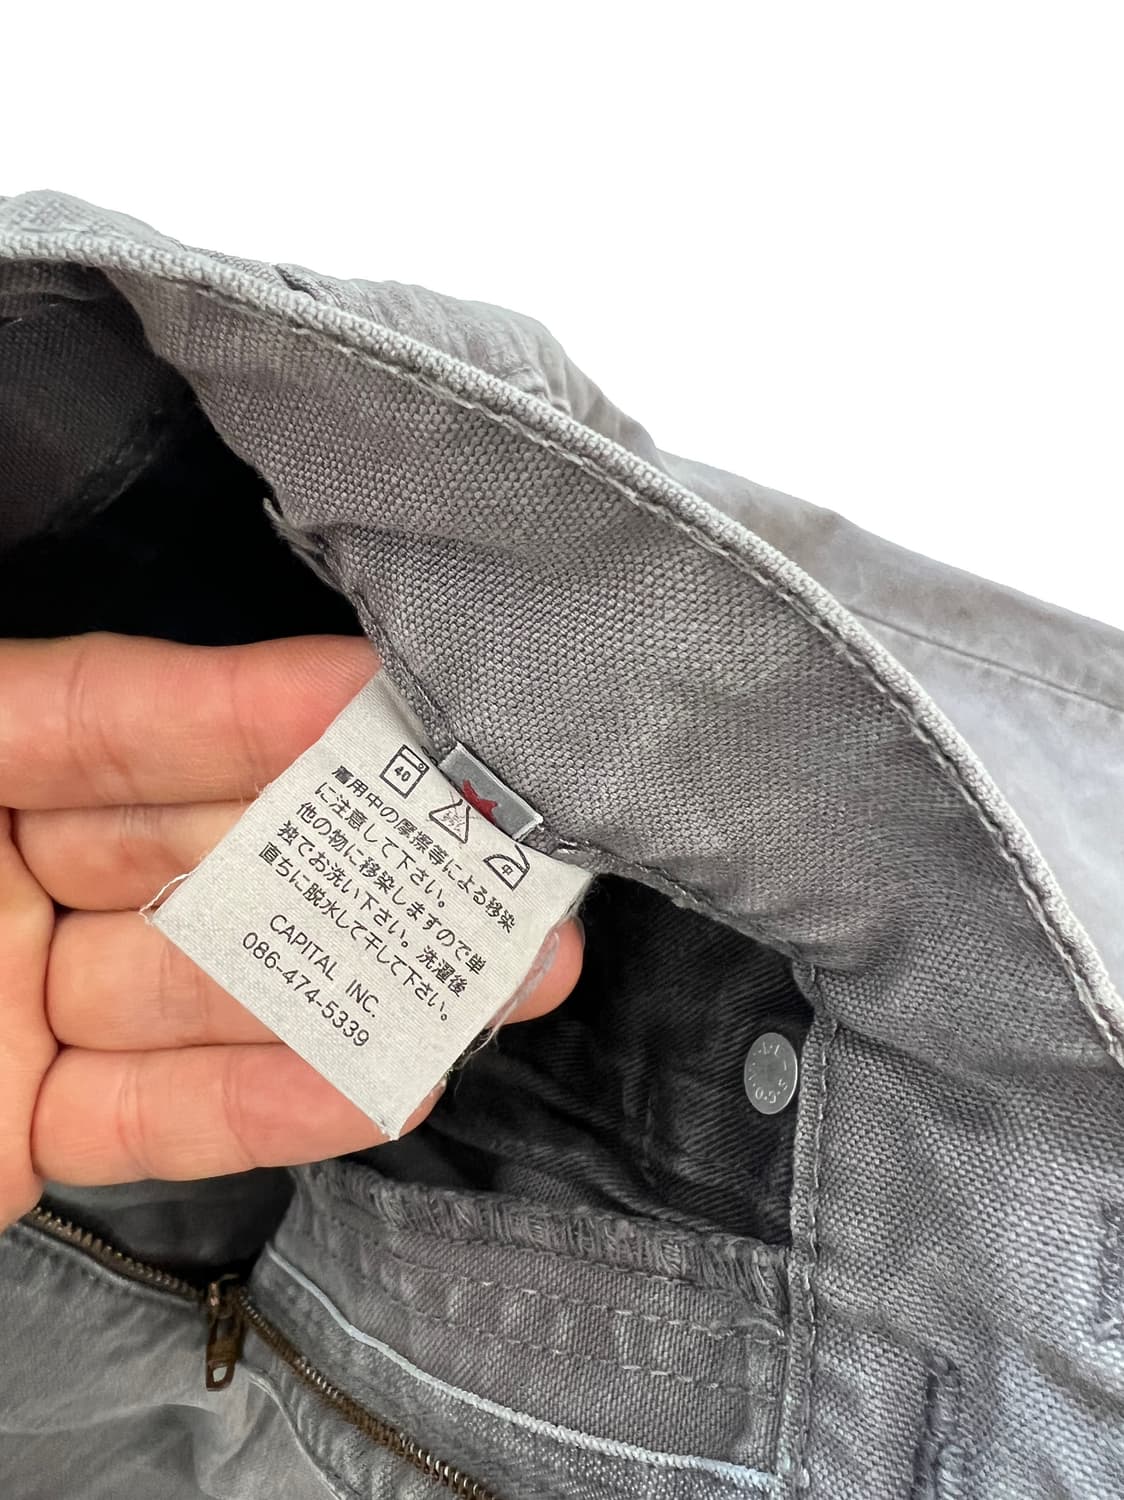 40
中
着用中の摩擦等による移染
に注意して下さい。
他の物に移染しますので単
独でお洗い下さい。洗濯後
直ちに脱水して干して下さい。
CAPITAL INC.
086-474-5339